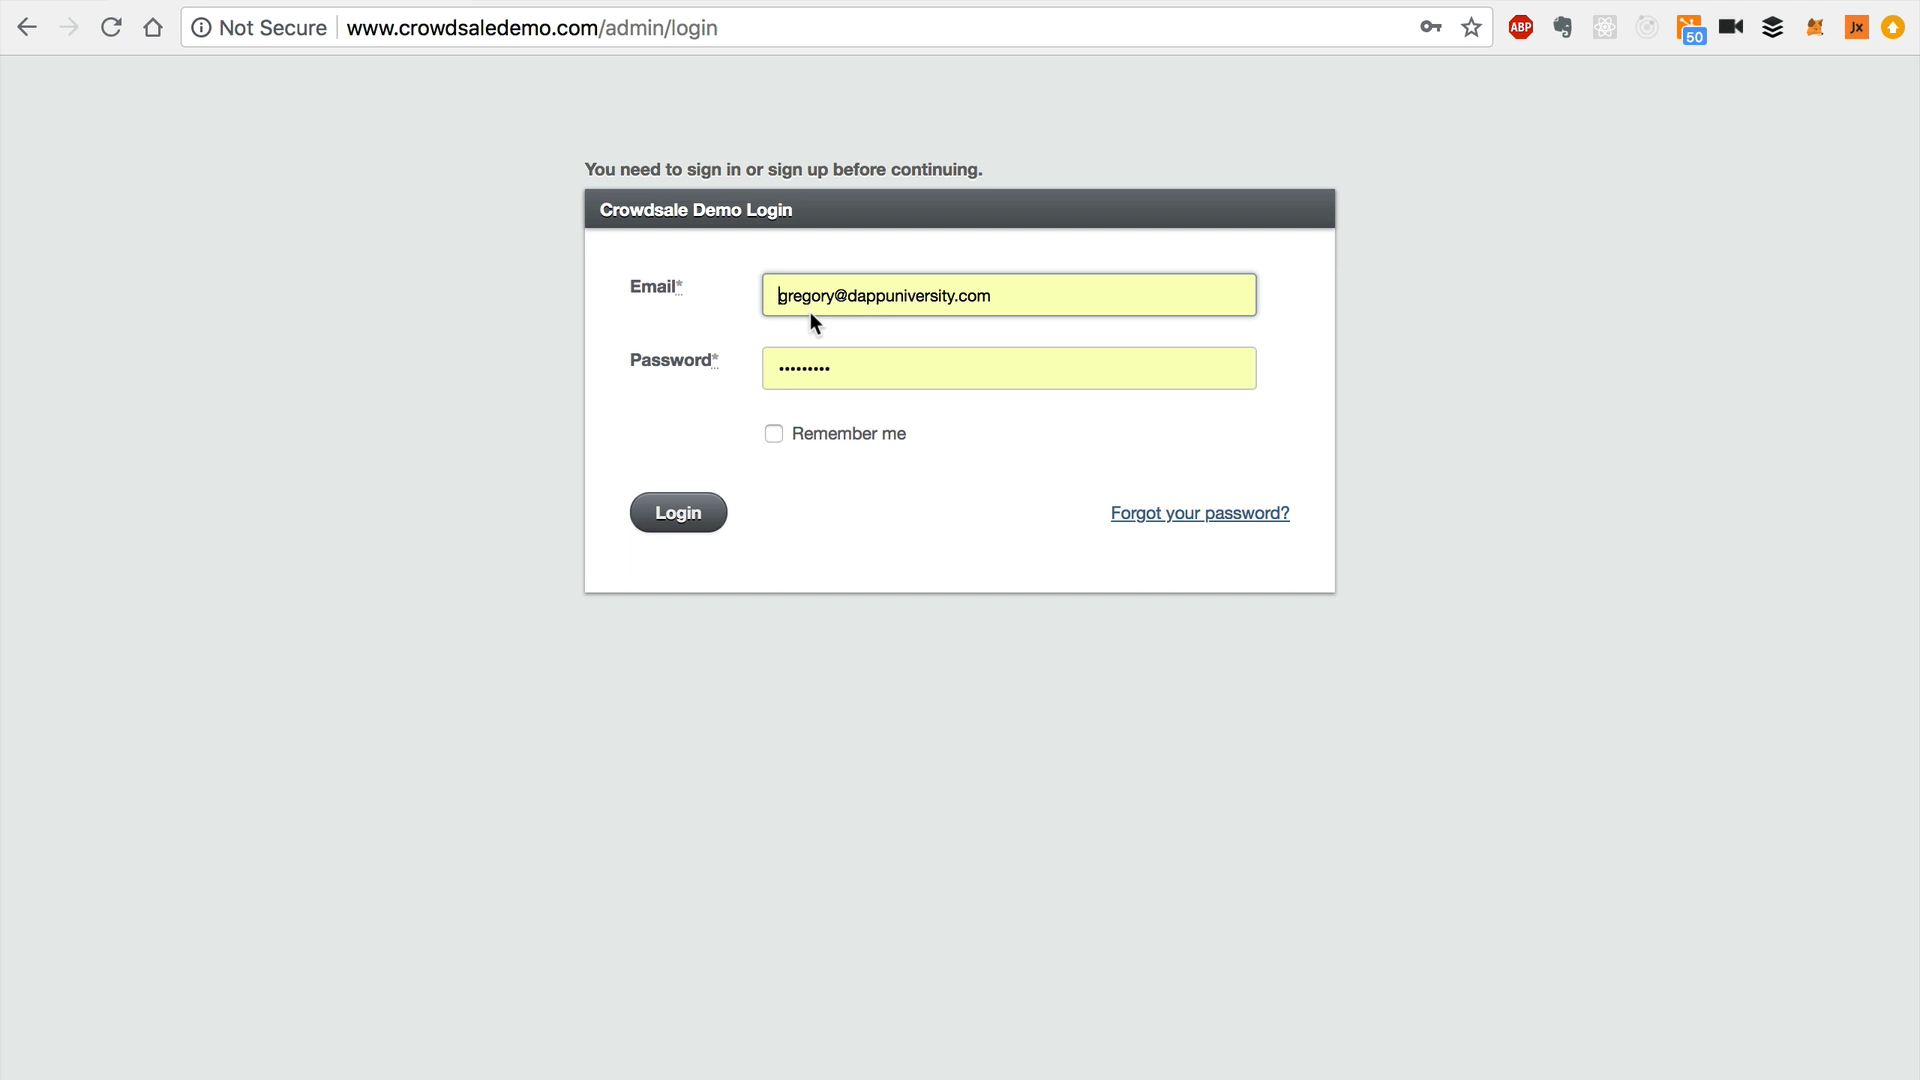 Not Secure www.crowdsaledemo.com/admin/login ABP 50 Jx
You need to sign in or sign up before continuing.
Crowdsale Demo Login
Email*
gregory@dappuniversity.com
Password*
•••••••••
Remember me
Login Forgot your password?